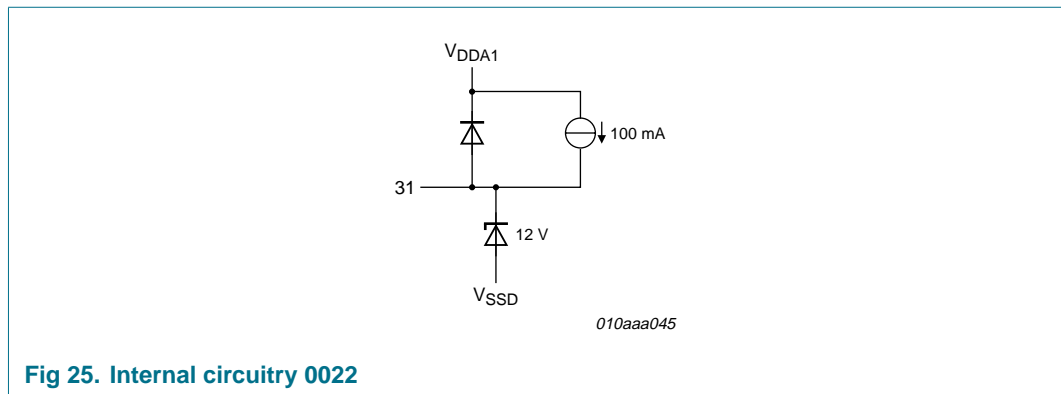 VDDA1
100 mA
31
12 V
VSSD
010aaa045
Fig 25. Internal circuitry 0022